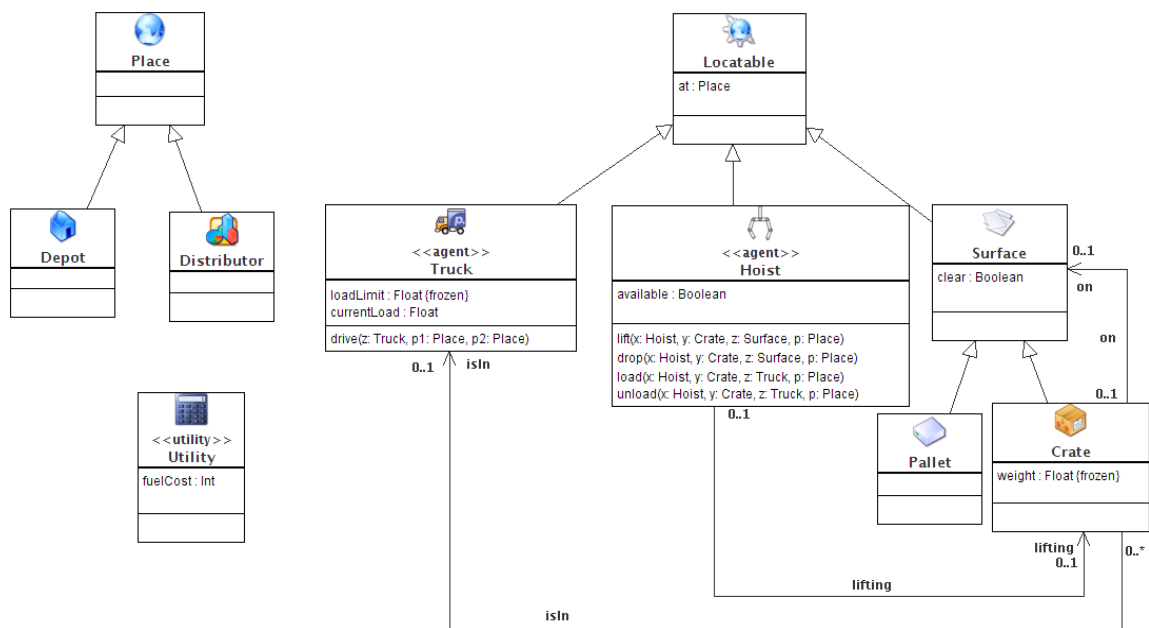 Place
Locatable
at : Place
Depot
Distributor
<<agent>>
Truck
loadLimit : Float {frozen}
currentLoad : Float
drive(z: Truck, p1: Place, p2: Place)
<<agent>>
Hoist
available : Boolean
lift(x: Hoist, y: Crate, z: Surface, p: Place)
drop(x: Hoist, y: Crate, z: Surface, p: Place)
load(x: Hoist, y: Crate, z: Truck, p: Place)
unload(x: Hoist, y: Crate, z: Truck, p: Place)
Surface
clear : Boolean
0..1
on
on
0..1
0..1
isIn
0..1
<<utility>>
Utility
fuelCost : Int
Pallet
Crate
weight : Float {frozen}
lifting
0..1
0..*
lifting
isIn